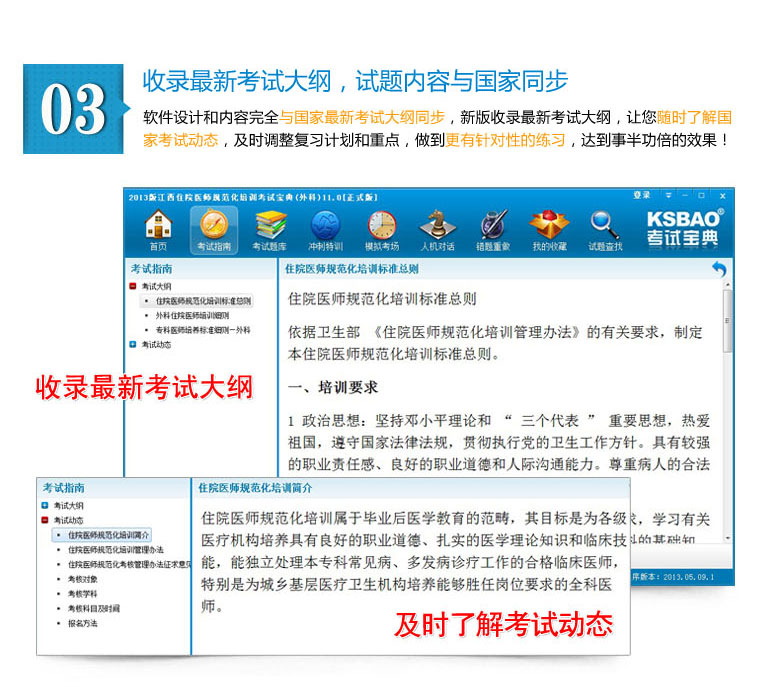 03
收录最新考试大纲，试题内容与国家同步
软件设计和内容完全与国家最新考试大纲同步，新版收录最新考试大纲，让您随时了解国
家考试动态，及时调整复习计划和重点，做到更有针对性的练习，达到事半功倍的效果！
2013版江西住院医师规范化培训考试宝典(外科)11.0[正式版]
登录
首页
考试指南
考试题库
冲刺特训
模拟考场
人机对话
错题重做
我的收藏
试题查找
KSBAO®
考试宝典
考试指南
考试大纲
住院医师规范化培训标准总则
外科住院医师培训细则
专科医师培养标准细则—外科
考试动态
住院医师规范化培训标准总则
住院医师规范化培训标准总则
依据卫生部 《住院医师规范化培训管理办法》的有关要求，制定
本住院医师规范化培训标准总则。
一、培训要求
1 政治思想：坚持邓小平理论和 “ 三个代表 ” 重要思想，热爱
祖国，遵守国家法律法规，贯彻执行党的卫生工作方针。具有较强
的职业责任感、良好的职业道德和人际沟通能力。尊重病人的合法
收录最新考试大纲
，学习有关
的基础知
序版本：2013.05.09.1
考试指南
考试大纲
考试动态
住院医师规范化培训简介
住院医师规范化培训管理办法
住院医师规范化考核管理办法征求意见
考核对象
考核学科
考核科目及时间
报名方法
住院医师规范化培训简介
住院医师规范化培训属于毕业后医学教育的范畴，其目标是为各级
医疗机构培养具有良好的职业道德、扎实的医学理论知识和临床技
能，能独立处理本专科常见病、多发病诊疗工作的合格临床医师，
特别是为城乡基层医疗卫生机构培养能够胜任岗位要求的全科医
师。
及时了解考试动态